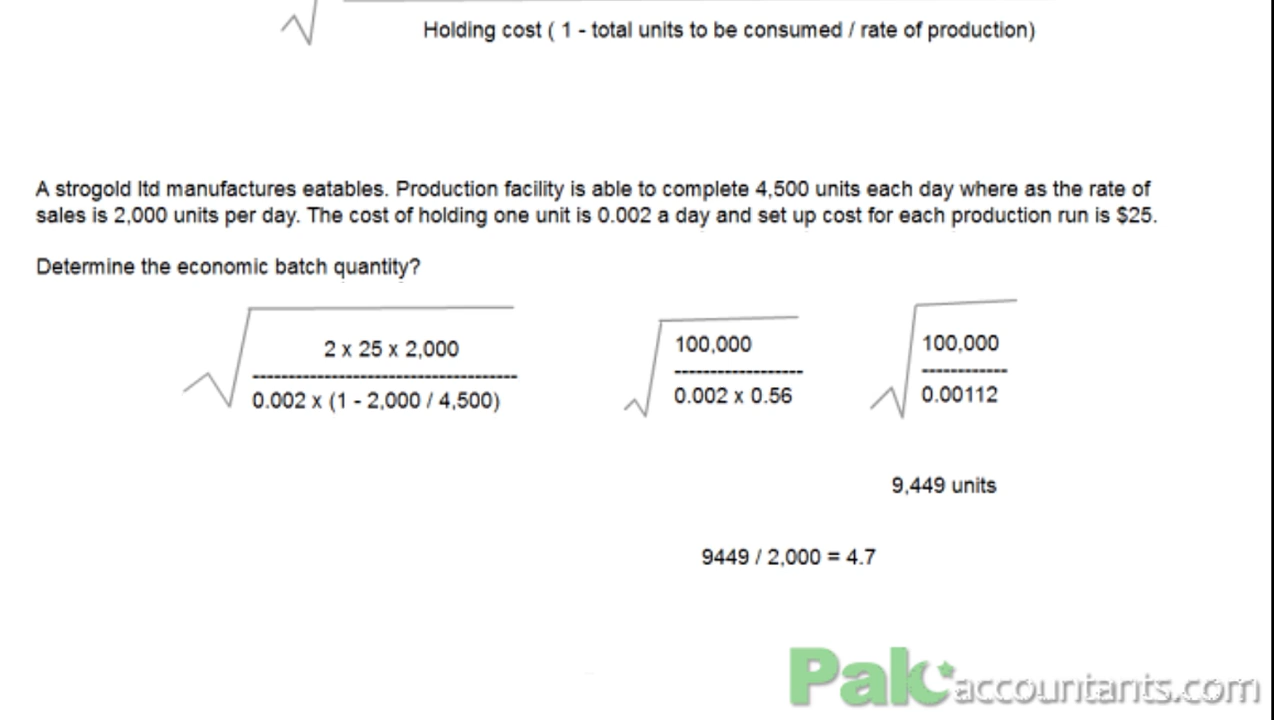 Holding cost ( 1 - total units to be consumed / rate of production)
A strogold ltd manufactures eatables. Production facility is able to complete 4,500 units each day where as the rate of
sales is 2,000 units per day. The cost of holding one unit is 0.002 a day and set up cost for each production run is $25.
Determine the economic batch quantity?
2 x 25 x 2,000
0.002 x (1 - 2,000 / 4,500)
100,000
0.002 x 0.56
100,000
0.00112
9,449 units
9449 / 2,000 = 4.7
Pakaccountants.com